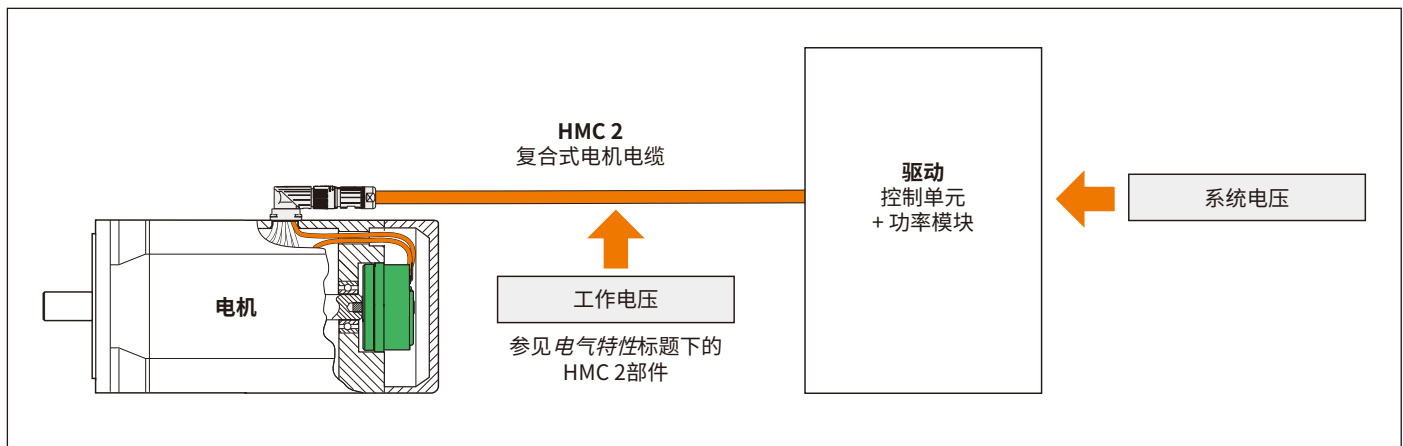 HMC 2
复合式电机电缆
驱动
控制单元
+ 功率模块
系统电压
电机
工作电压
参见电气特性标题下的
HMC 2部件